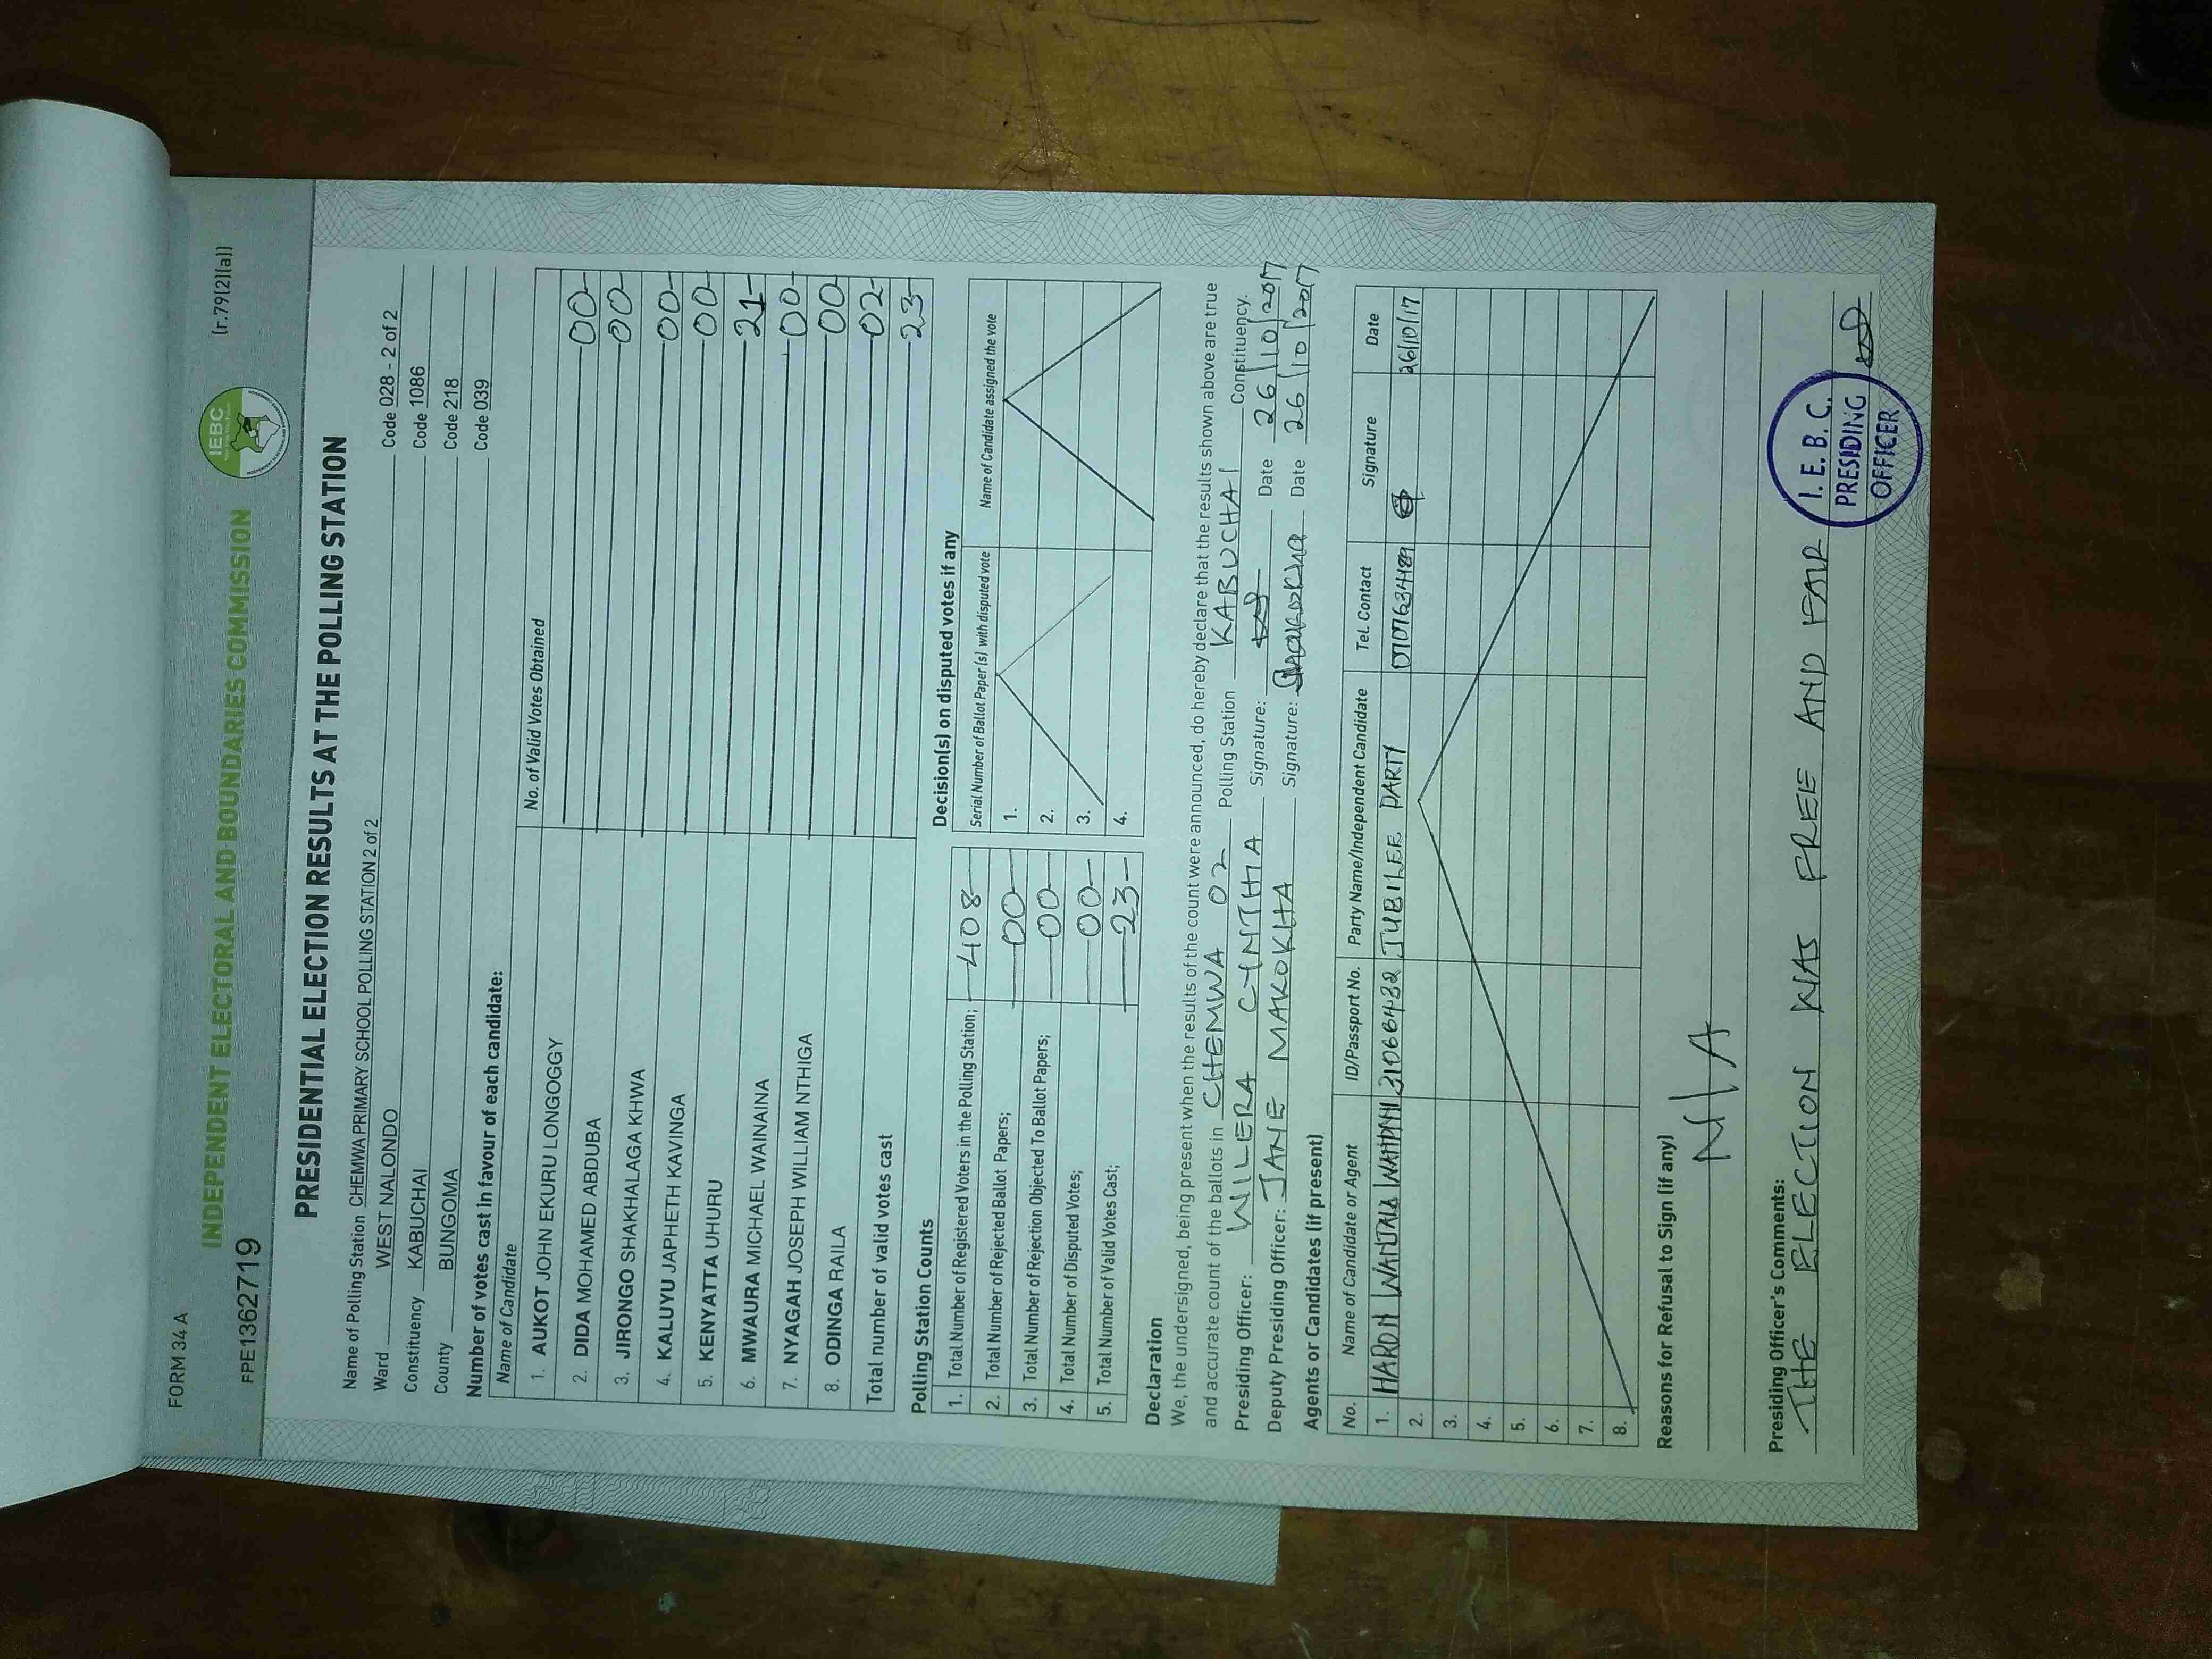 FORM 34 A
(r.79(2)(a))
INDEPENDENT ELECTORAL AND BOUNDARIES COMMISSION
IEBC
FPE1362719
PRESIDENTIAL ELECTION RESULTS AT THE POLLING STATION
Name of Polling Station CHEMWA PRIMARY SCHOOL POLLING STATION 2 of 2 Code 028 - 2 of 2
Ward WEST NALONDO Code 1086
Constituency KABUCHAI Code 218
County BUNGOMA Code 039
Number of votes cast in favour of each candidate:
Name of Candidate No. of Valid Votes Obtained
1. AUKOT JOHN EKURU LONGOGGY 00
2. DIDA MOHAMED ABDUBA 00
3. JIRONGO SHAKHALAGA KHWA 00
4. KALUYU JAPHETH KAVINGA 00
5. KENYATTA UHURU 21
6. MWAURA MICHAEL WAINAINA 00
7. NYAGAH JOSEPH WILLIAM NTHIGA 00
8. ODINGA RAILA 02
Total number of valid votes cast 23
Polling Station Counts
1. Total Number of Registered Voters in the Polling Station; 408
2. Total Number of Rejected Ballot Papers; 00
3. Total Number of Rejection Objected To Ballot Papers; 00
4. Total Number of Disputed Votes; 00
5. Total Number of Valid Votes Cast; 23
Decision(s) on disputed votes if any
Serial Number of Ballot Paper(s) with disputed vote Name of Candidate assigned the vote
1.
2.
3.
4.
Declaration
We, the undersigned, being present when the results of the count were announced, do hereby declare that the results shown above are true
and accurate count of the ballots in CHEMWA 02 Polling Station KABUCHAI Constituency.
Presiding Officer: WILERA CYNTHIA Signature: Date 26/10/2017
Deputy Presiding Officer: JANE MAKOKHA Signature: Date 26/10/2017
Agents or Candidates (if present)
No. Name of Candidate or Agent ID/Passport No. Party Name/Independent Candidate Tel. Contact Signature Date
1. WANJALA 31066432 JUBILEE PARTY 26/10/17
2.
3.
4.
5.
6.
7.
8.
Reasons for Refusal to Sign (if any)
N/A
Presiding Officer's Comments:
THE ELECTION WAS FREE AND FAIR
I.E.B.C.
PRESIDING
OFFICER